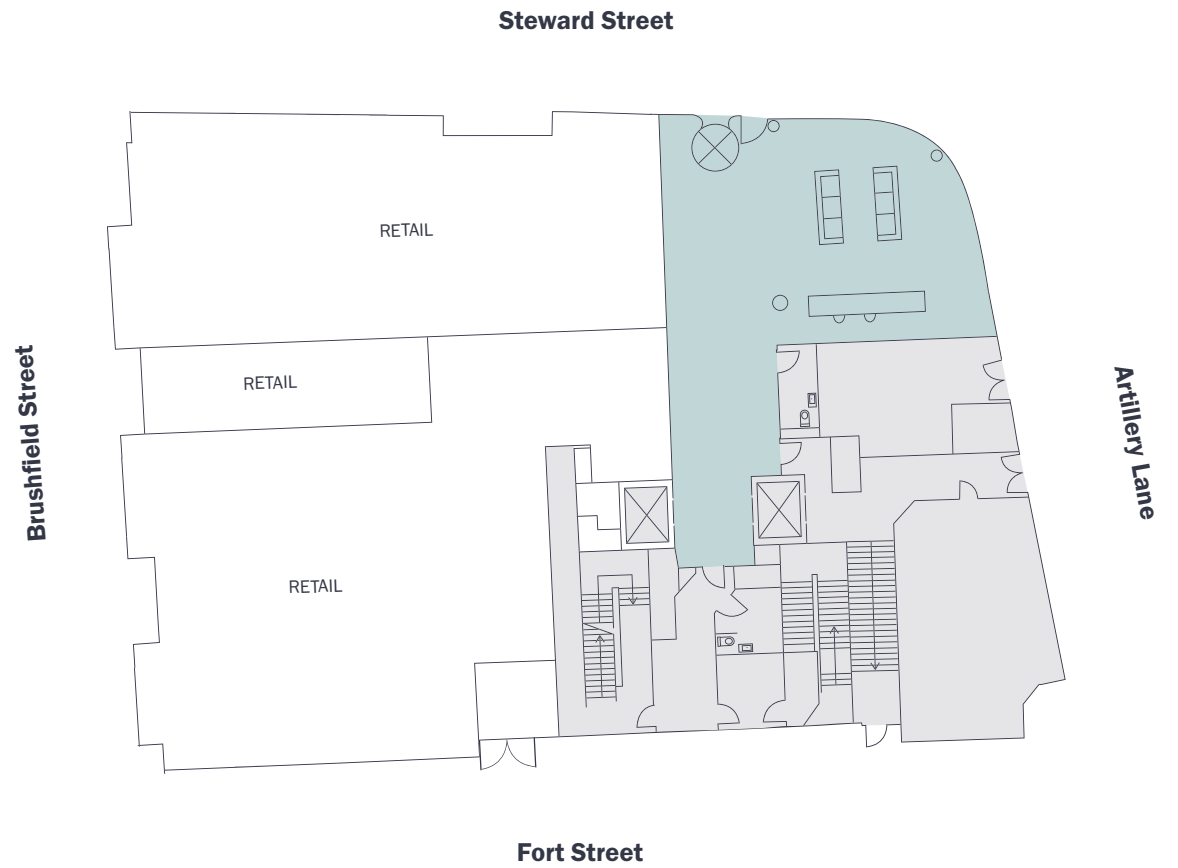 Steward Street
RETAIL
RETAIL
Brushfield Street
Artillery Lane
RETAIL
Fort Street